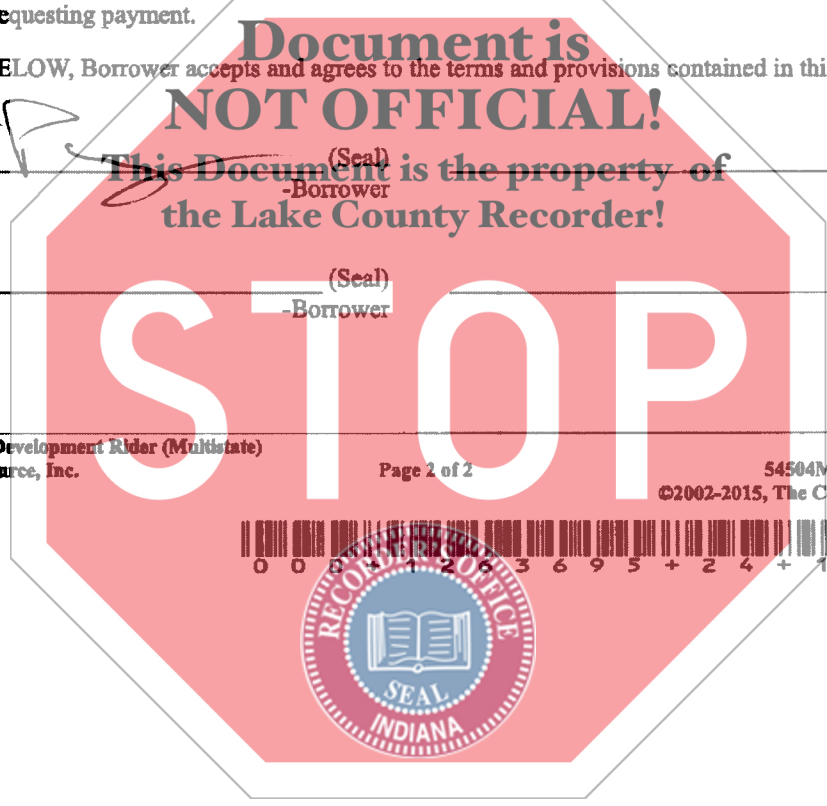 equesting payment.
Document is
ELOW, Borrower accepts and agrees to the terms and provisions contained in thi
NOT OFFICIAL!
(Seal)
This Document is the property of
-Borrower
the Lake County Recorder!
(Seal)
-Borrower
STOP
Development Rider (Multistate)
urce, Inc.
Page 2 of 2
54504M
©2002-2015, The C
RECORDER'S OFFICE
SEAL
INDIANA